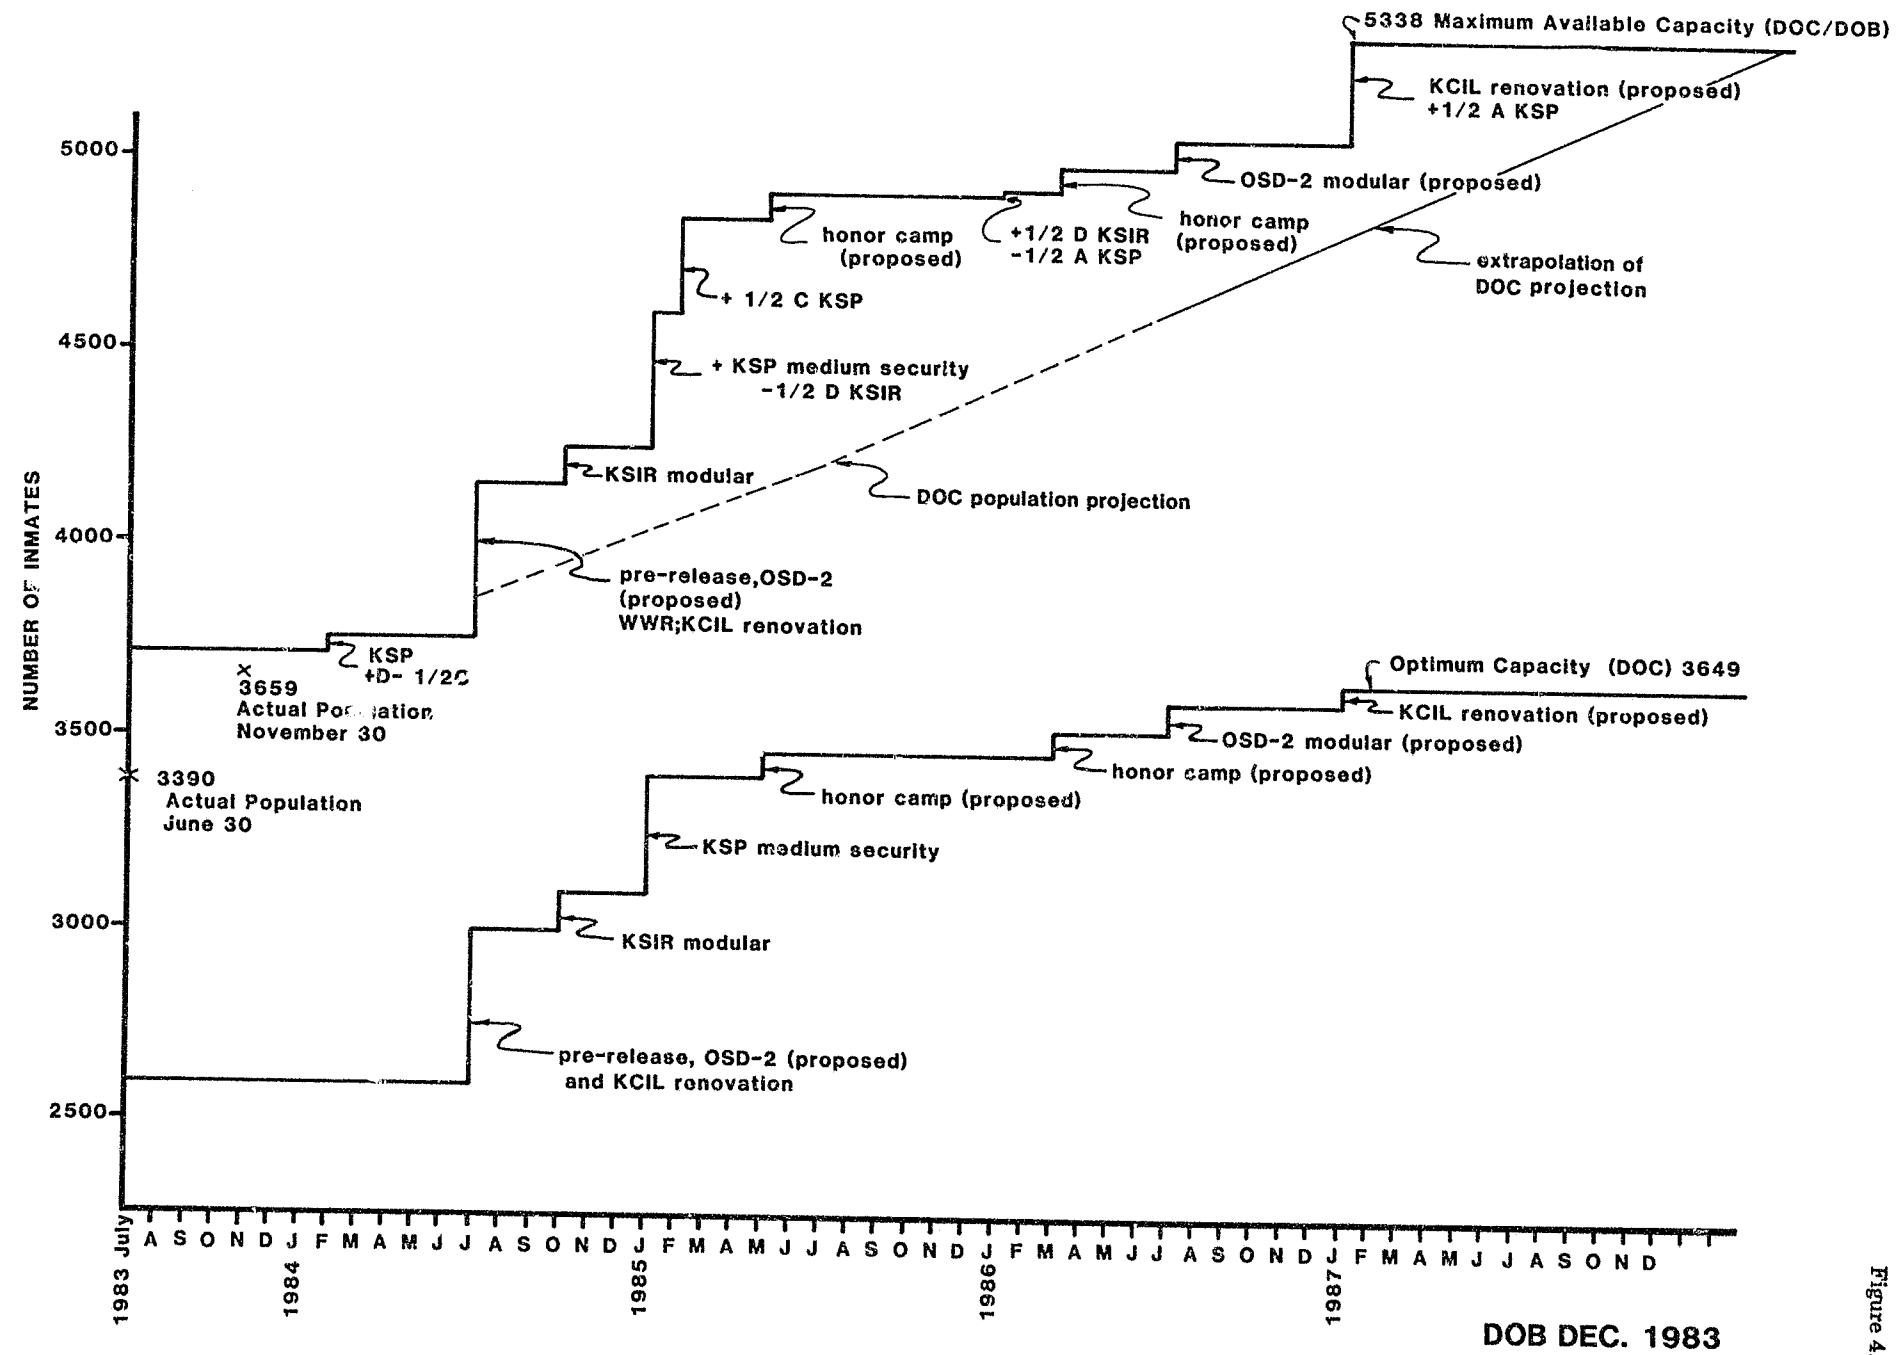 5338 Maximum Available Capacity (DOC/DOB)
KCIL renovation (proposed)
+1/2 A KSP
5000
OSD-2 modular (proposed)
honor camp
(proposed)
+1/2 D KSIR
-1/2 A KSP
honor camp
(proposed)
extrapolation of
DOC projection
+ 1/2 C KSP
4500
+ KSP medium security
-1/2 D KSIR
KSIR modular
DOC population projection
4000
pre-release,OSD-2
(proposed)
WWR;KCIL renovation
NUMBER OF INMATES
KSP
+D- 1/2C
3659
Actual
November 30
Optimum Capacity (DOC) 3649
KCIL renovation (proposed)
3500
OSD-2 modular (proposed)
honor camp (proposed)
3390
Actual Population
June 30
honor camp (proposed)
KSP medium security
3000
KSIR modular
pre-release, OSD-2 (proposed)
and KCIL renovation
2500
July A S O N D J F M A M J J A S O N D J F M A M J J A S O N D J F M A M J J A S O N D J F M A M J J A S O N D
1983 1984 1985 1986 1987
DOB DEC. 1983
Figure 4